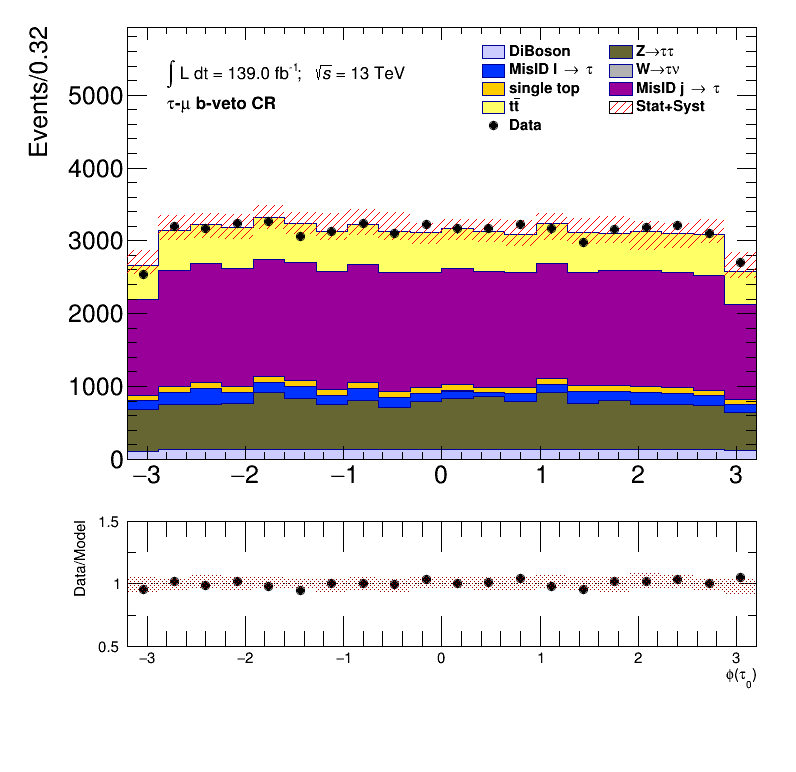 Events/0.32
∫ L dt = 139.0 fb⁻¹; √s = 13 TeV
τ-μ b-veto CR
DiBoson
MisID l → τ
single top
tt̄
Data
Z→ττ
W→τν
MisID j → τ
Stat+Syst
5000
4000
3000
2000
1000
0
−3 −2 −1 0 1 2 3
Data/Model
1.5
1
0.5
−3 −2 −1 0 1 2 3
ϕ(τ₀)